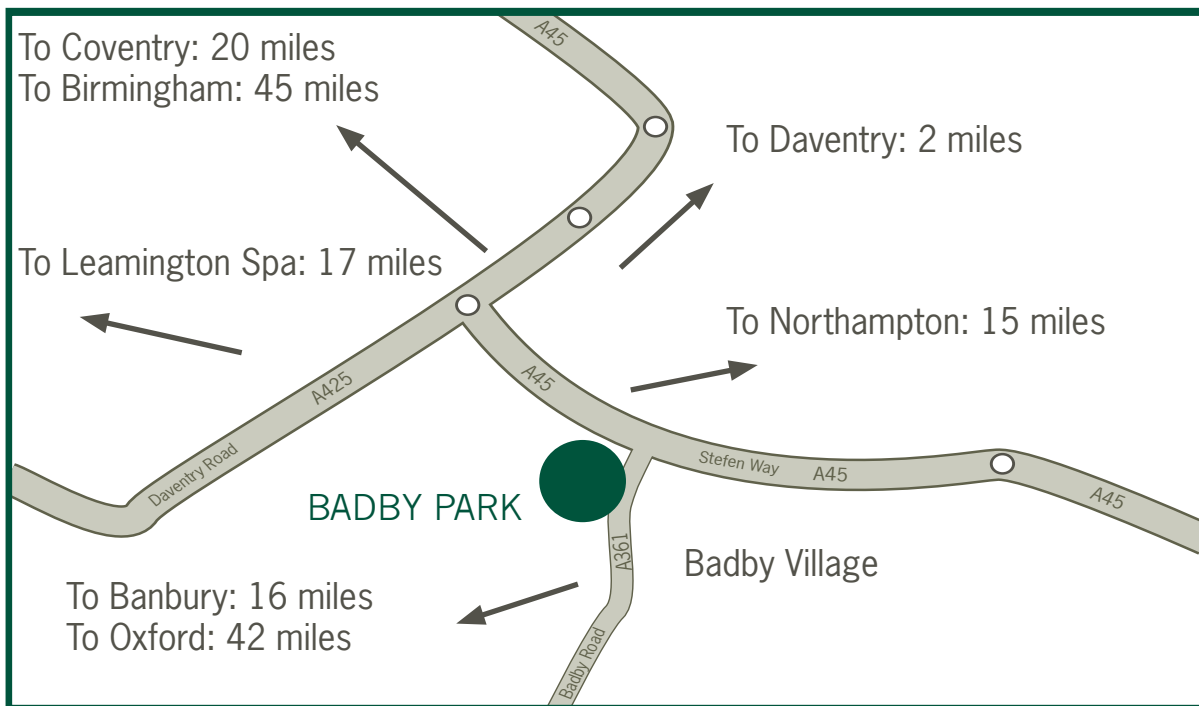 A45
To Coventry: 20 miles
To Birmingham: 45 miles
To Daventry: 2 miles
To Leamington Spa: 17 miles
To Northampton: 15 miles
A45
A425
Daventry Road
Stefen Way
A45
A45
BADBY PARK
A361
Badby Village
To Banbury: 16 miles
To Oxford: 42 miles
Badby Road